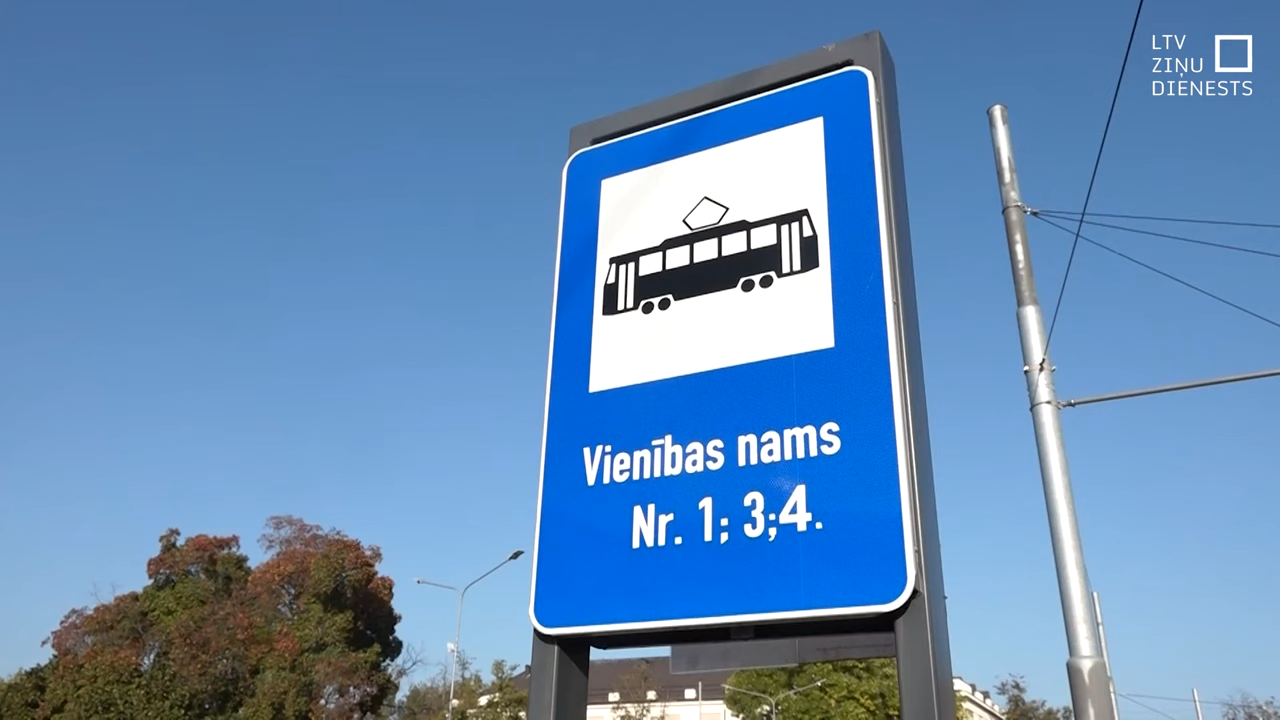 LTV
ZIŅU
DIENESTS
Vienības nams
Nr. 1; 3;4.